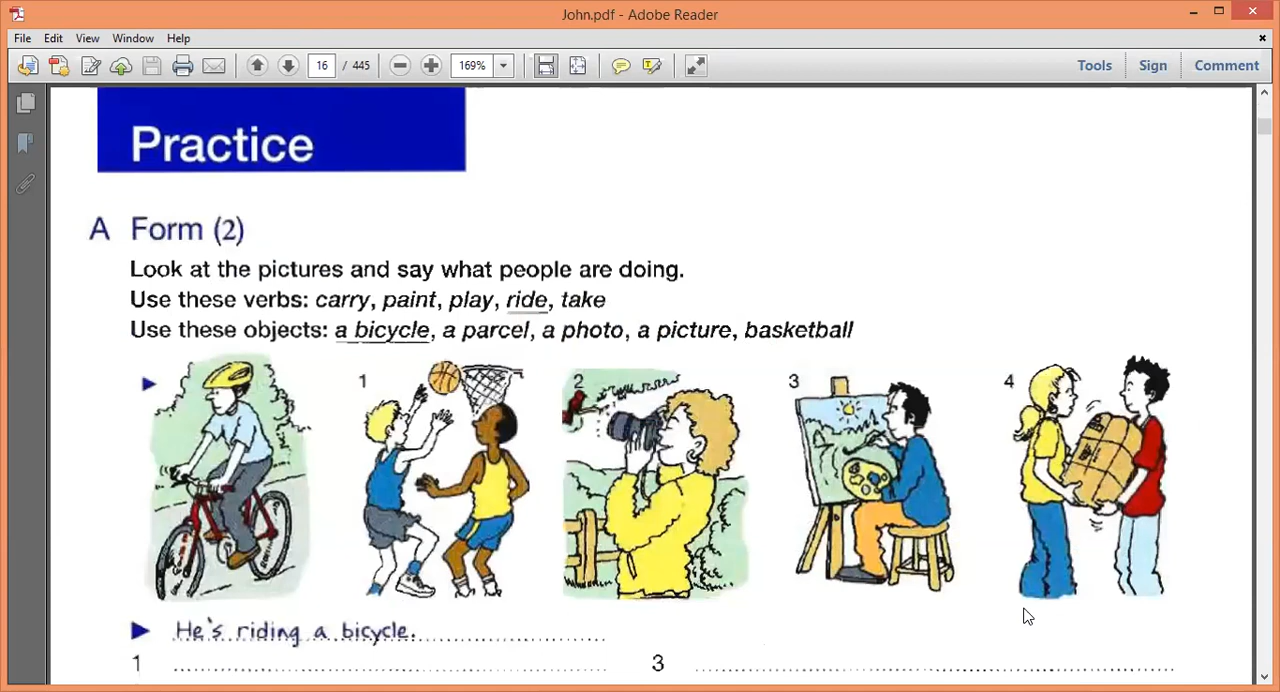 John.pdf - Adobe Reader
File Edit View Window Help
16 / 445
169%
Tools Sign Comment
Practice
A Form (2)
Look at the pictures and say what people are doing.
Use these verbs: carry, paint, play, ride, take
Use these objects: a bicycle, a parcel, a photo, a picture, basketball
1 2 3 4
He's riding a bicycle.
1 3